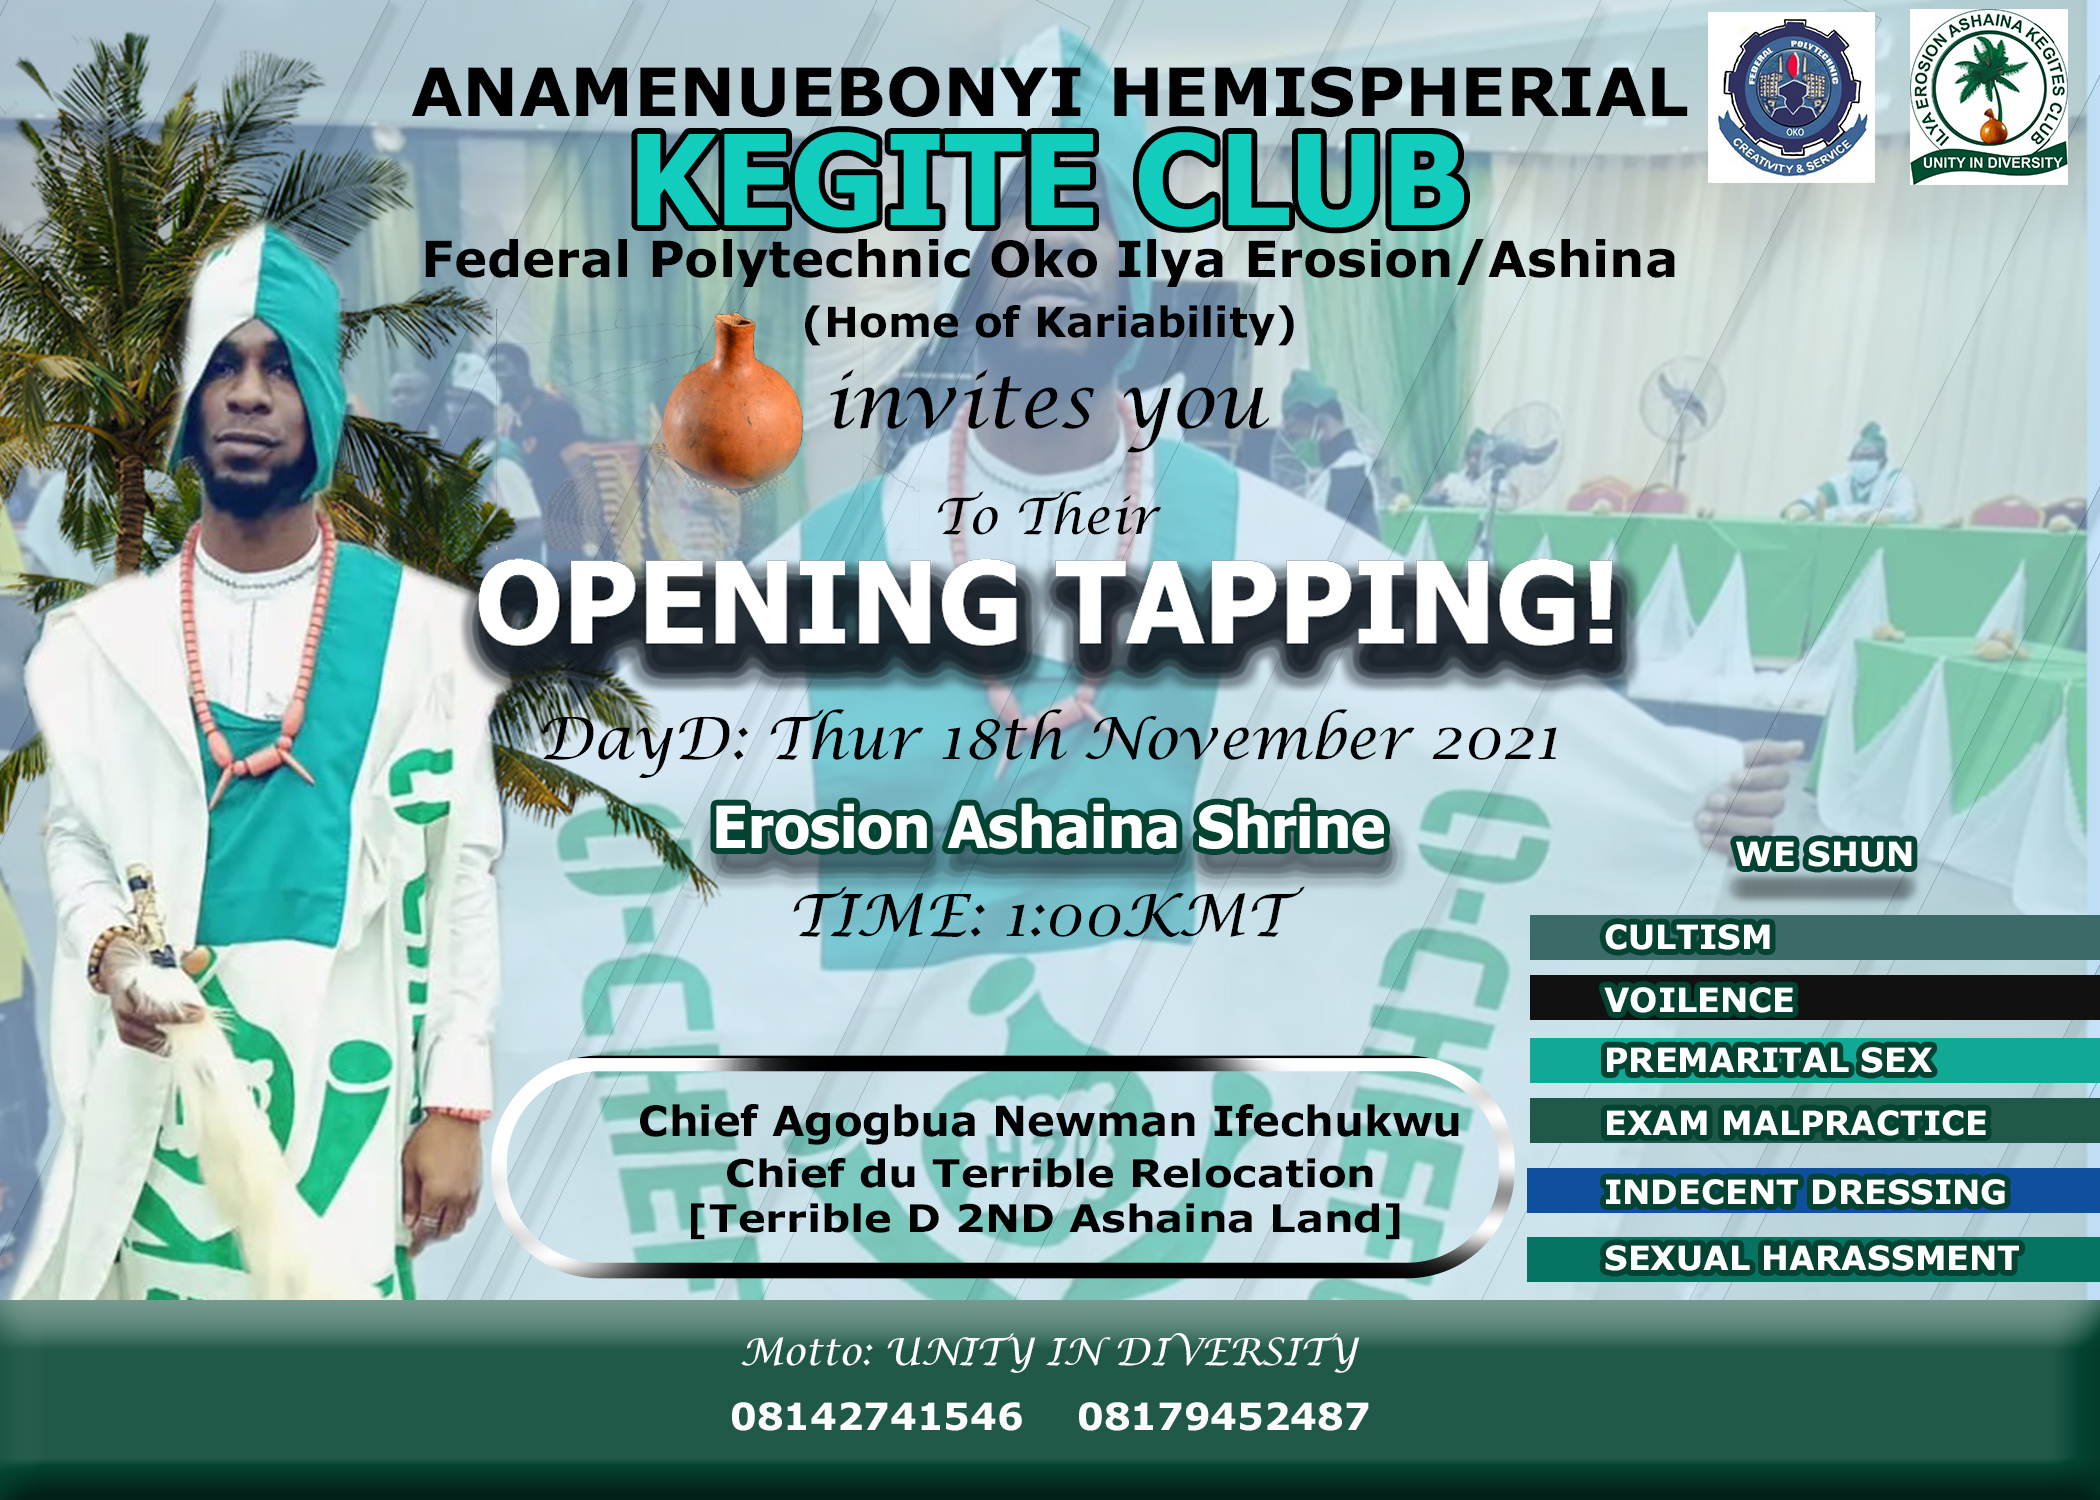 ANAMENUEBONYI HEMISPHERIAL
KEGITE CLUB
Federal Polytechnic Oko Ilya Erosion/Ashina
(Home of Kariability)
invites you
To Their
OPENING TAPPING!
DayD: Thur 18th November 2021
Erosion Ashaina Shrine
TIME: 1:00KMT
Chief Agogbua Newman Ifechukwu
Chief du Terrible Relocation
[Terrible D 2ND Ashaina Land]
FEDERAL POLYTECHNIC
OKO
CREATIVITY & SERVICE
ILYA EROSION ASHAINA KEGITES CLUB
UNITY IN DIVERSITY
WE SHUN
CULTISM
VOILENCE
PREMARITAL SEX
EXAM MALPRACTICE
INDECENT DRESSING
SEXUAL HARASSMENT
Motto: UNITY IN DIVERSITY
08142741546 08179452487